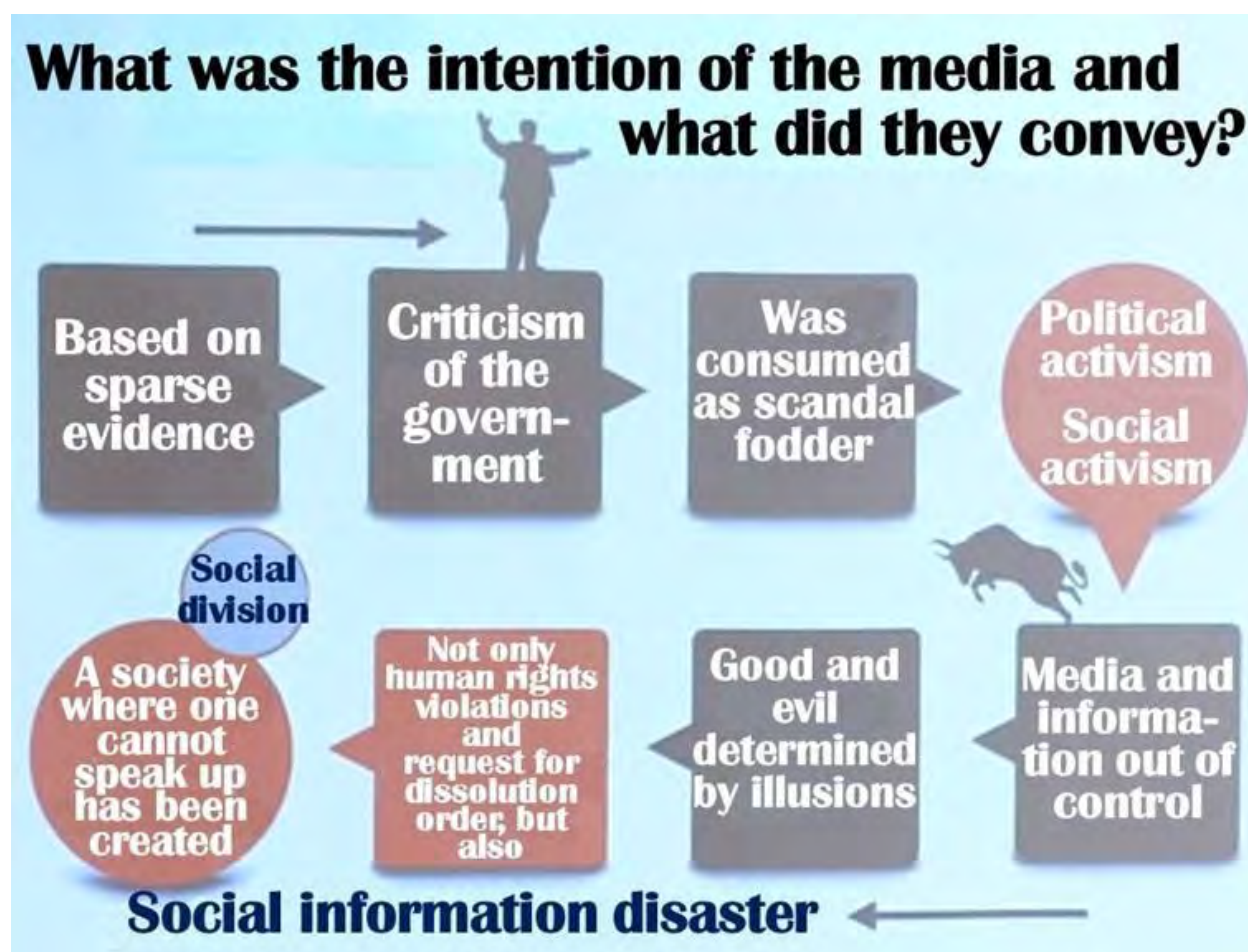 What was the intention of the media and
what did they convey?
Based on
sparse
evidence
Criticism
of the
govern-
ment
Was
consumed
as scandal
fodder
Political
activism
Social
activism
Media and
informa-
tion out of
control
Good and
evil
determined
by illusions
Not only
human rights
violations
and
request for
dissolution
order, but
also
Social
division
A society
where one
cannot
speak up
has been
created
Social information disaster